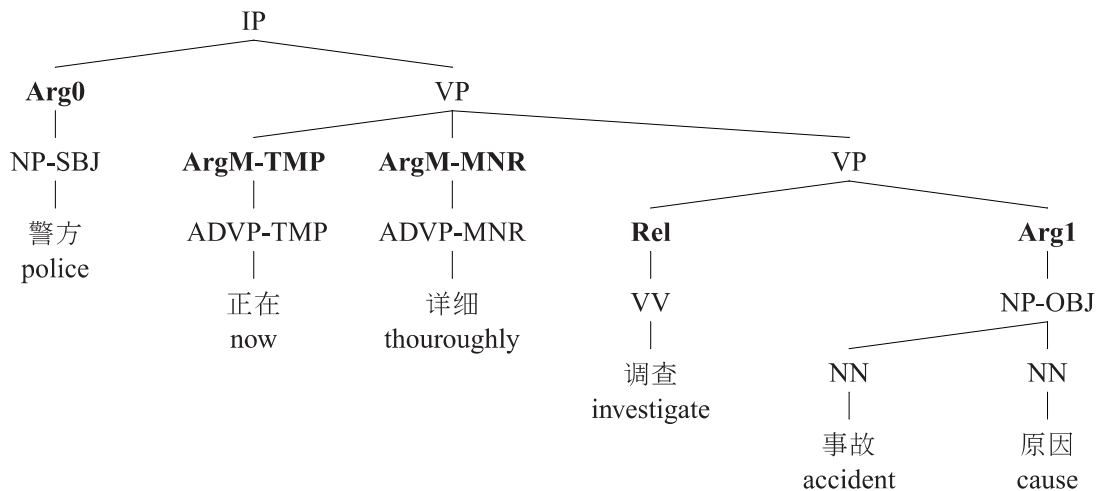 IP
Arg0 VP
NP-SBJ ArgM-TMP ArgM-MNR VP
警方 ADVP-TMP ADVP-MNR Rel Arg1
police
正在 详细 VV NP-OBJ
now thouroughly
调查 NN NN
investigate
事故 原因
accident cause